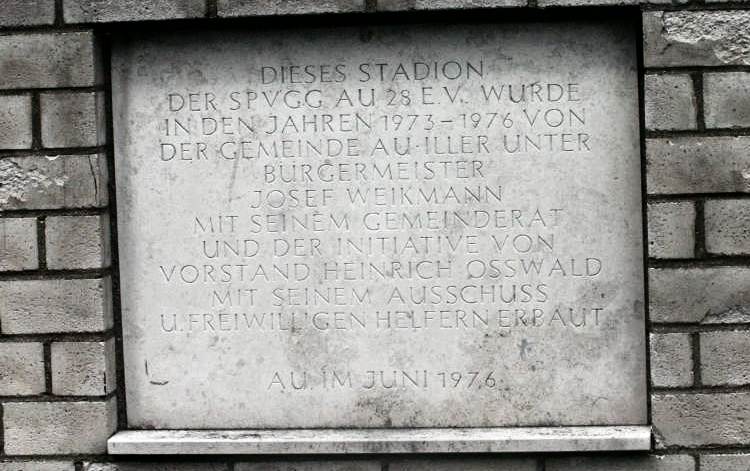 DIESES STADION
DER SPVGG AU 28 E.V. WURDE
IN DEN JAHREN 1973-1976 VON
DER GEMEINDE AU·ILLER UNTER
BÜRGERMEISTER
JOSEF WEIKMANN
MIT SEINEM GEMEINDERAT
UND DER INITIATIVE VON
VORSTAND HEINRICH OSSWALD
MIT SEINEM AUSSCHUSS
U. FREIWILL'GEN HELFERN ERBAUT
AU, IM JUNI 1976